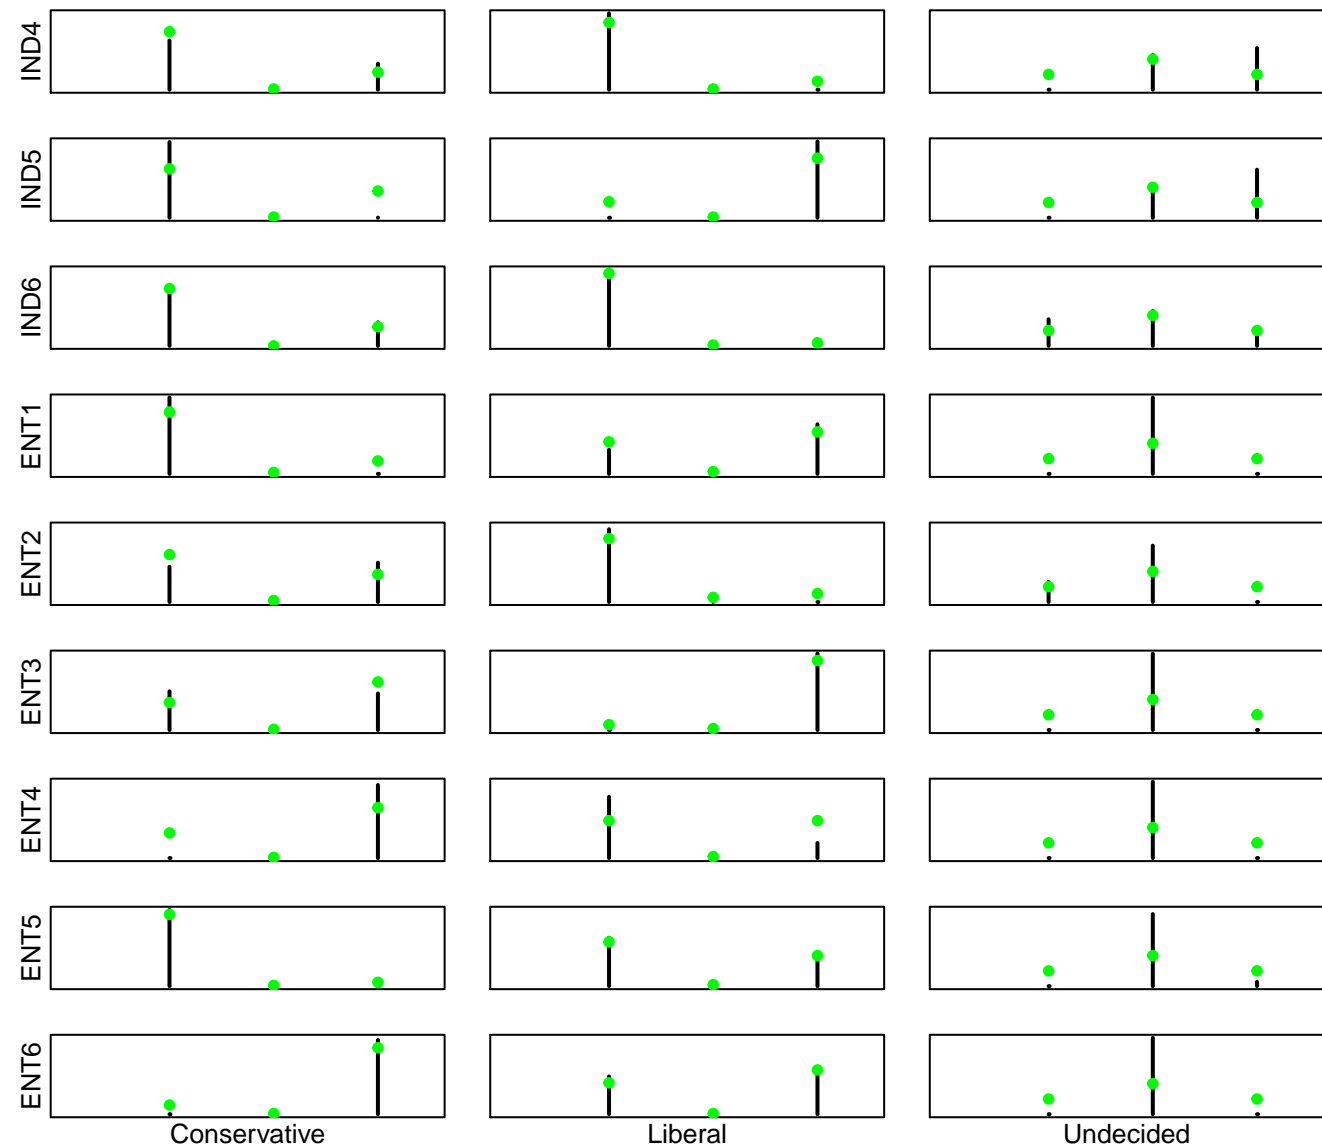 IND4
IND5
IND6
ENT1
ENT2
ENT3
ENT4
ENT5
ENT6
Conservative
Liberal
Undecided